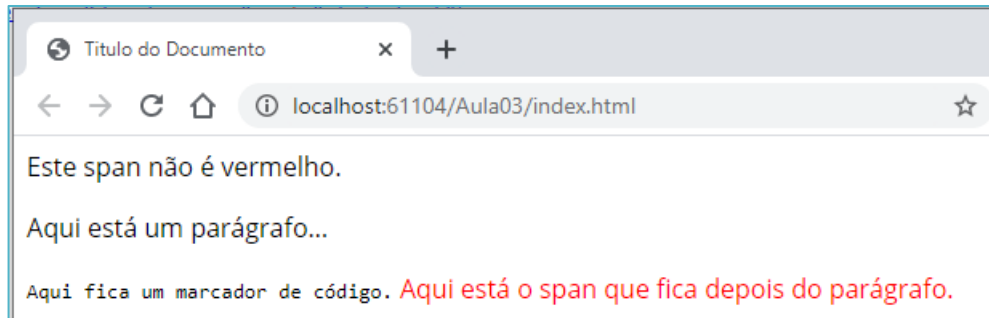 Titulo do Documento
localhost:61104/Aula03/index.html
Este span não é vermelho.
Aqui está um parágrafo...
Aqui fica um marcador de código. Aqui está o span que fica depois do parágrafo.